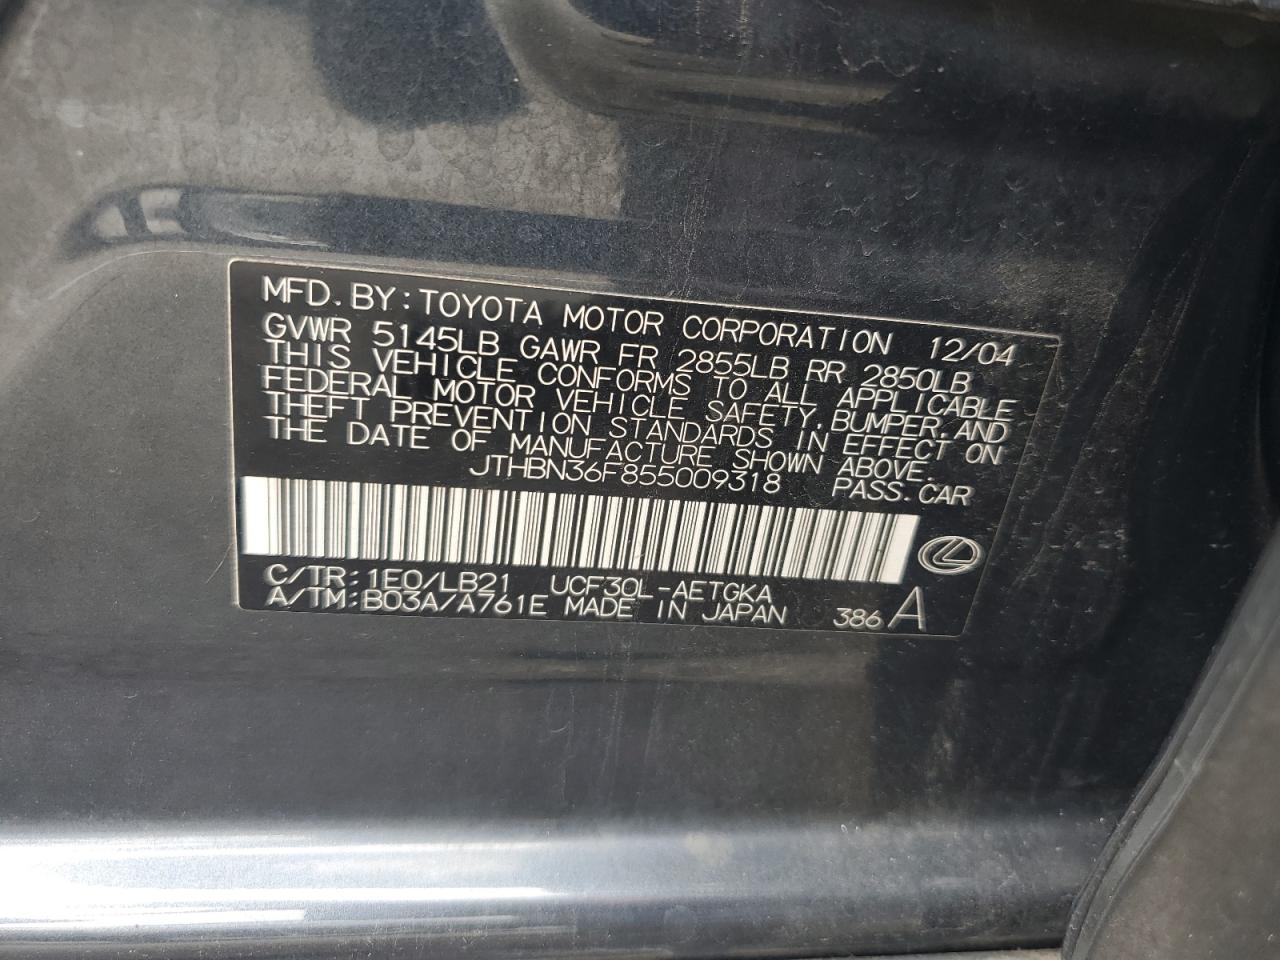 MFD. BY: TOYOTA MOTOR CORPORATION 12/04
GVWR 5145LB GAWR FR 2855LB RR 2850LB
THIS VEHICLE CONFORMS TO ALL APPLICABLE
FEDERAL MOTOR VEHICLE SAFETY, BUMPER, AND
THEFT PREVENTION STANDARDS IN EFFECT ON
THE DATE OF MANUFACTURE SHOWN ABOVE.
JTHBN36F855009318 PASS. CAR
C/TR: 1E0/LB21 UCF30L-AETGKA
A/TM: B03A/A761E MADE IN JAPAN 386 A